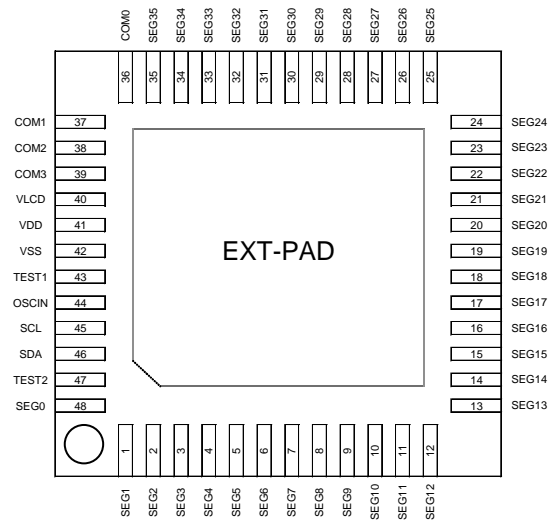 COM0 SEG35 SEG34 SEG33 SEG32 SEG31 SEG30 SEG29 SEG28 SEG27 SEG26 SEG25
36 35 34 33 32 31 30 29 28 27 26 25
COM1 37 24 SEG24
COM2 38 23 SEG23
COM3 39 22 SEG22
VLCD 40 21 SEG21
VDD 41 20 SEG20
VSS 42 19 SEG19
EXT-PAD
TEST1 43 18 SEG18
OSCIN 44 17 SEG17
SCL 45 16 SEG16
SDA 46 15 SEG15
TEST2 47 14 SEG14
SEG0 48 13 SEG13
1 2 3 4 5 6 7 8 9 10 11 12
SEG1 SEG2 SEG3 SEG4 SEG5 SEG6 SEG7 SEG8 SEG9 SEG10 SEG11 SEG12